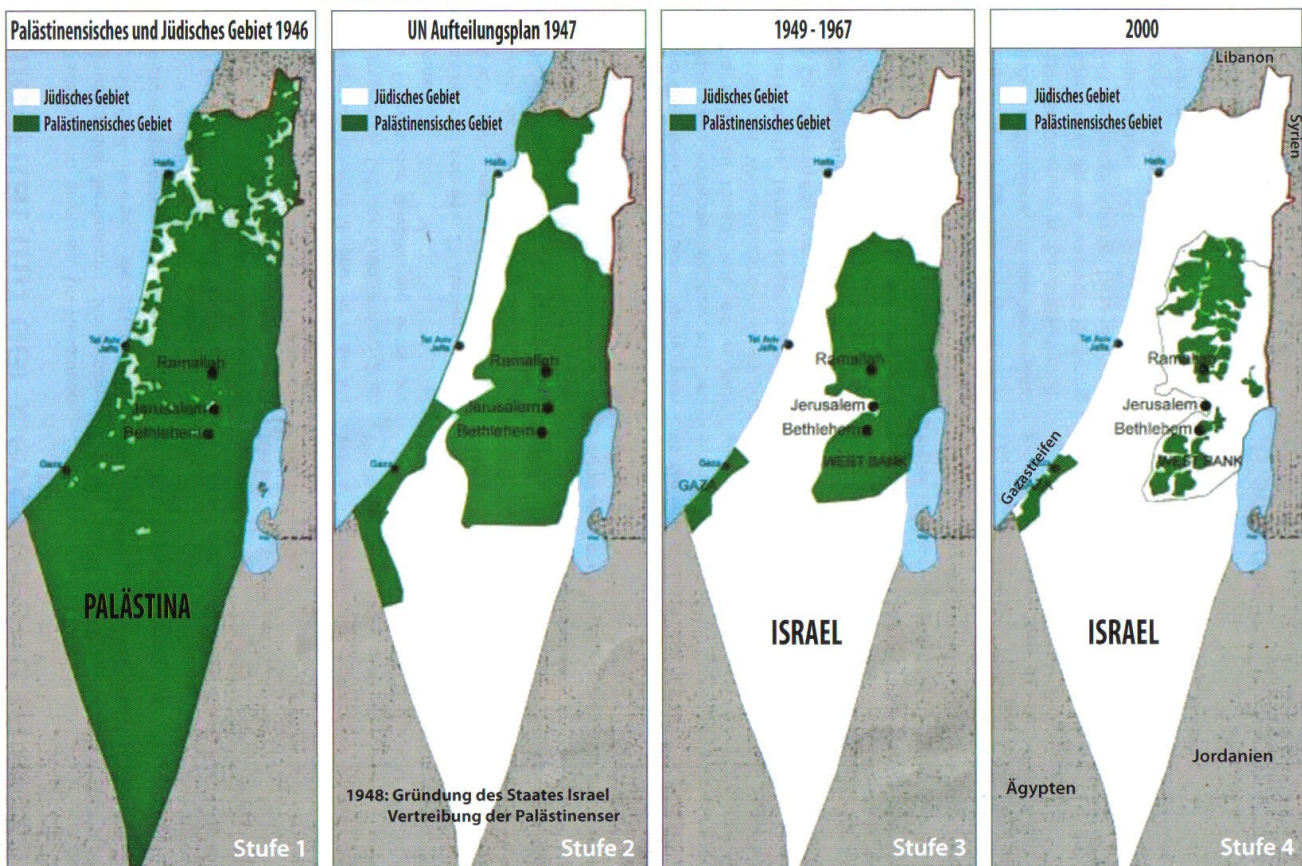 Palästinensisches und Jüdisches Gebiet 1946
Jüdisches Gebiet
Palästinensisches Gebiet
Haifa
Tel Aviv
Jaffa
Ramallah
Jerusalem
Bethlehem
Gaza
PALÄSTINA
Stufe 1
UN Aufteilungsplan 1947
Jüdisches Gebiet
Palästinensisches Gebiet
Haifa
Tel Aviv
Jaffa
Ramallah
Jerusalem
Bethlehem
Gaza
1948: Gründung des Staates Israel
Vertreibung der Palästinenser
Stufe 2
1949 - 1967
Jüdisches Gebiet
Palästinensisches Gebiet
Haifa
Tel Aviv
Jaffa
Ramallah
Jerusalem
Bethlehem
WEST BANK
Gaza
GAZA
ISRAEL
Stufe 3
2000
Libanon
Jüdisches Gebiet
Palästinensisches Gebiet
Syrien
Haifa
Tel Aviv
Jaffa
Ramallah
Jerusalem
Bethlehem
WEST BANK
Gazastreifen
Gaza
GAZA
ISRAEL
Jordanien
Ägypten
Stufe 4